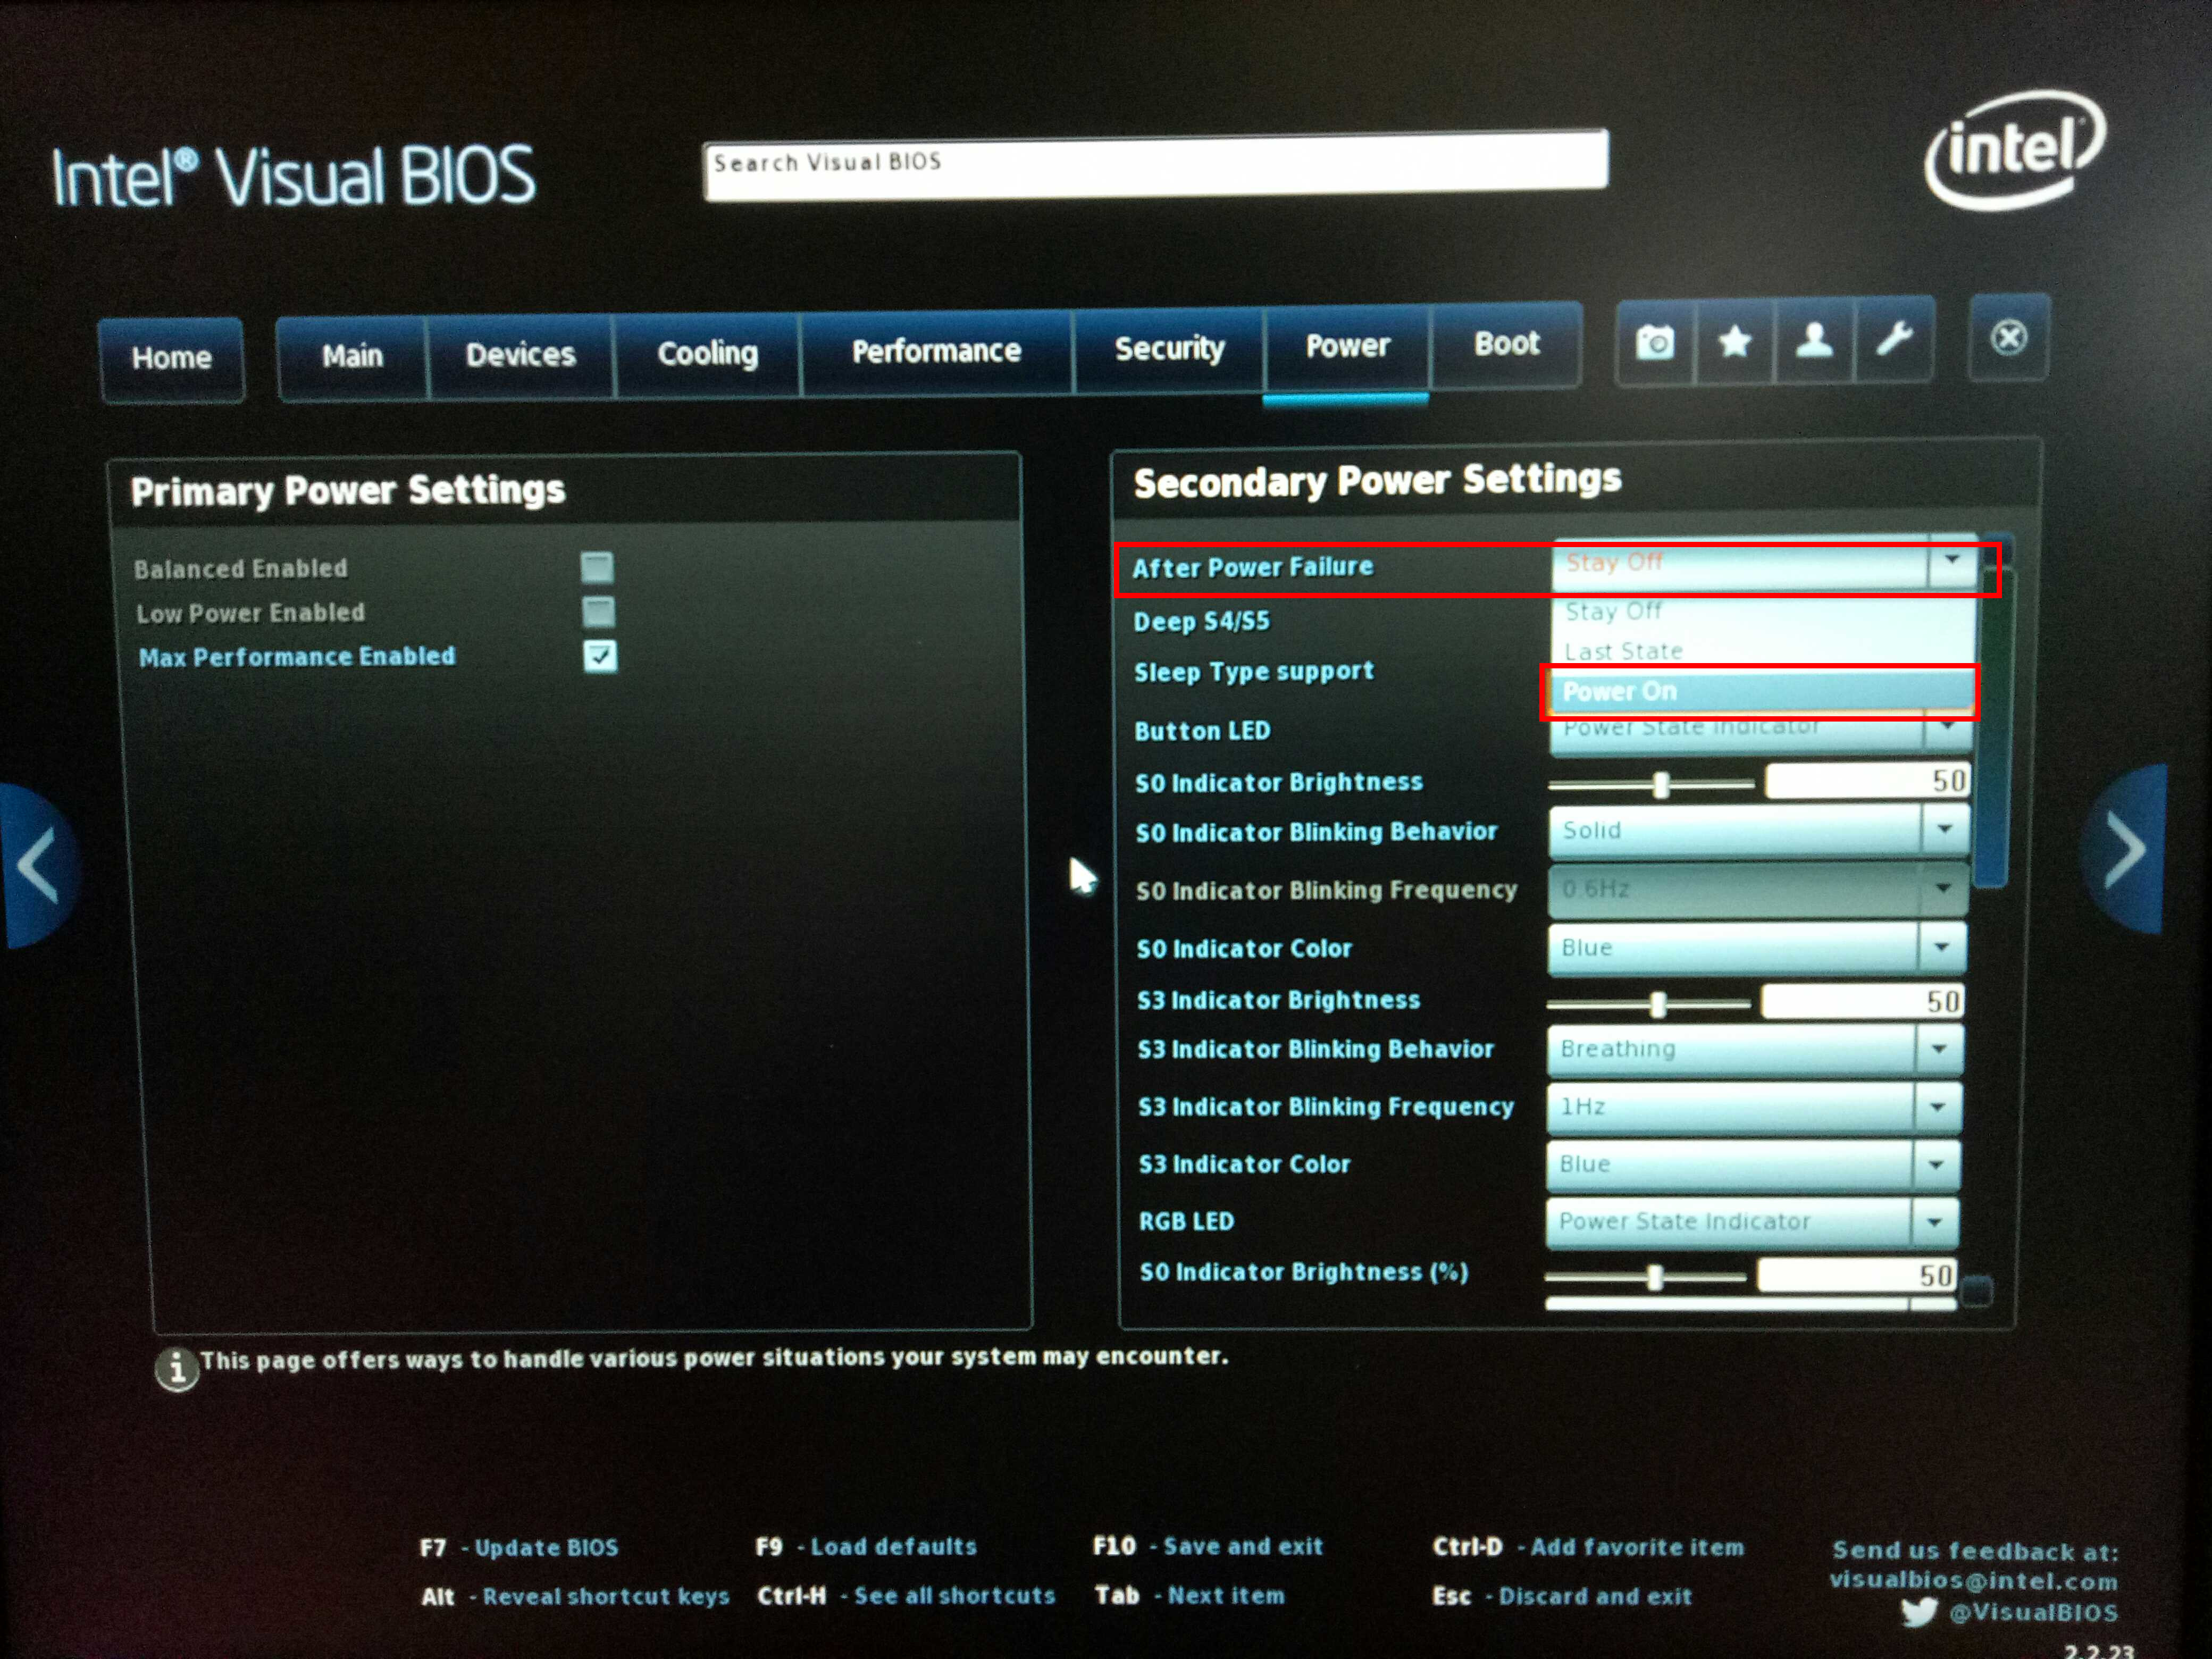 Intel® Visual BIOS
Search Visual BIOS
intel
Home Main Devices Cooling Performance Security Power Boot
Primary Power Settings
Balanced Enabled
Low Power Enabled
Max Performance Enabled
Secondary Power Settings
After Power Failure Stay Off
Stay Off
Deep S4/S5
Last State
Sleep Type support
Power On
Button LED Power State Indicator
S0 Indicator Brightness 50
S0 Indicator Blinking Behavior Solid
S0 Indicator Blinking Frequency 0.6Hz
S0 Indicator Color Blue
S3 Indicator Brightness 50
S3 Indicator Blinking Behavior Breathing
S3 Indicator Blinking Frequency 1Hz
S3 Indicator Color Blue
RGB LED Power State Indicator
S0 Indicator Brightness (%) 50
This page offers ways to handle various power situations your system may encounter.
F7 - Update BIOS F9 - Load defaults F10 - Save and exit Ctrl-D - Add favorite item
Alt - Reveal shortcut keys Ctrl-H - See all shortcuts Tab - Next item Esc - Discard and exit
Send us feedback at:
visualbios@intel.com
@VisualBIOS
2.2.23